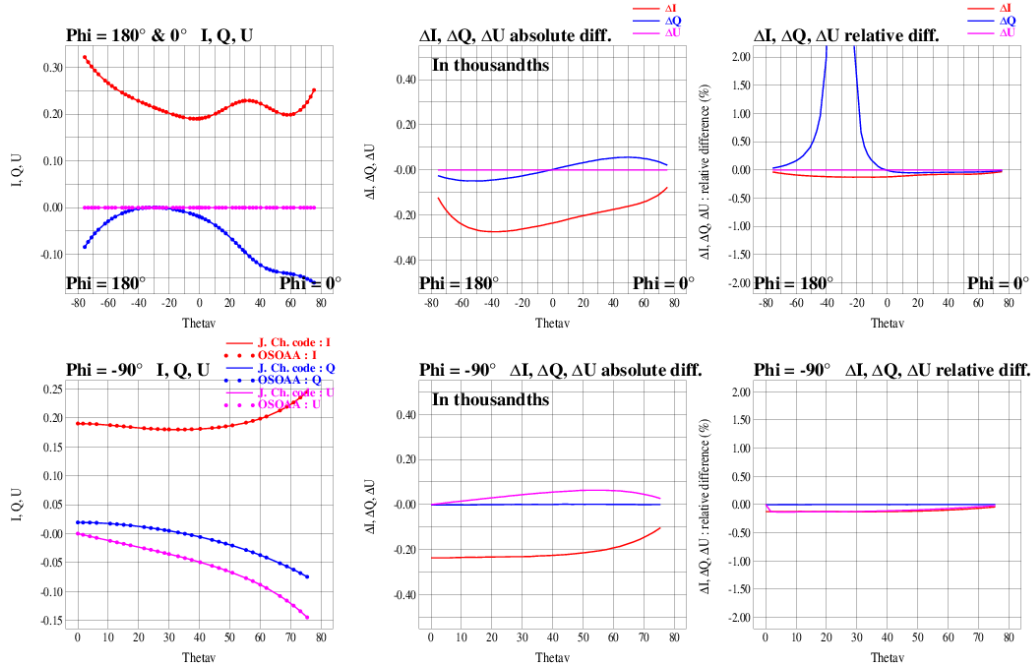 Phi = 180° & 0°   I, Q, U
I, Q, U
0.30
0.20
0.10
0.00
-0.10
Phi = 180°
Phi = 0°
-80 -60 -40 -20 0 20 40 60 80
Thetav
ΔI
ΔQ
ΔU
ΔI, ΔQ, ΔU absolute diff.
In thousandths
ΔI, ΔQ, ΔU
0.40
0.20
-0.00
-0.20
-0.40
Phi = 180°
Phi = 0°
-80 -60 -40 -20 0 20 40 60 80
Thetav
ΔI
ΔQ
ΔU
ΔI, ΔQ, ΔU relative diff.
ΔI, ΔQ, ΔU : relative difference (%)
2.00
1.50
1.00
0.50
-0.00
-0.50
-1.00
-1.50
-2.00
Phi = 180°
Phi = 0°
-80 -60 -40 -20 0 20 40 60 80
Thetav
Phi = -90°   I, Q, U
J. Ch. code : I
OSOAA : I
J. Ch. code : Q
OSOAA : Q
J. Ch. code : U
OSOAA : U
I, Q, U
0.25
0.20
0.15
0.10
0.05
-0.00
-0.05
-0.10
-0.15
0 10 20 30 40 50 60 70 80
Thetav
Phi = -90°   ΔI, ΔQ, ΔU absolute diff.
In thousandths
ΔI, ΔQ, ΔU
0.40
0.20
-0.00
-0.20
-0.40
0 10 20 30 40 50 60 70 80
Thetav
Phi = -90°   ΔI, ΔQ, ΔU relative diff.
ΔI, ΔQ, ΔU : relative difference (%)
2.00
1.50
1.00
0.50
-0.00
-0.50
-1.00
-1.50
-2.00
0 10 20 30 40 50 60 70 80
Thetav